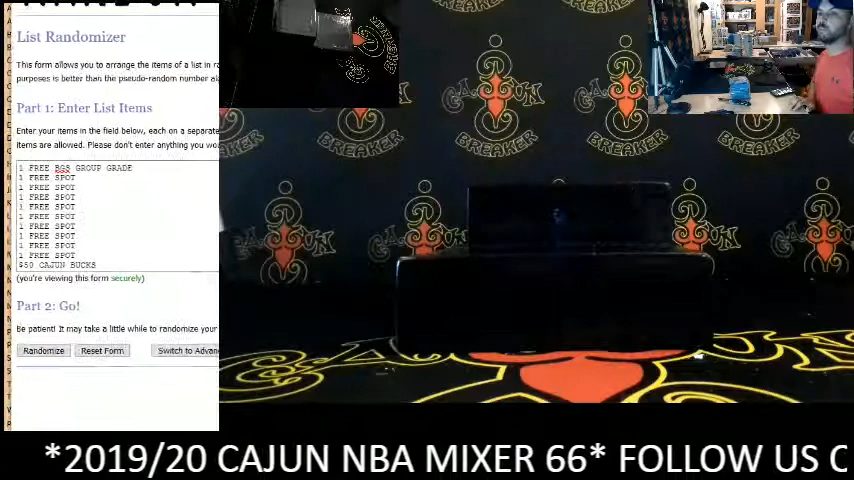 List Randomizer
This form allows you to arrange the items of a list in ra
purposes is better than the pseudo-random number al
Part 1: Enter List Items
Enter your items in the field below, each on a separate
items are allowed. Please don't enter anything you wo
1 FREE BGS GROUP GRADE
1 FREE SPOT
1 FREE SPOT
1 FREE SPOT
1 FREE SPOT
1 FREE SPOT
1 FREE SPOT
1 FREE SPOT
1 FREE SPOT
1 FREE SPOT
$50 CAJUN BUCKS
(you're viewing this form securely)
Part 2: Go!
Be patient! It may take a little while to randomize your
Randomize Reset Form Switch to Advan
CAJUN
BREAKER
CAJUN
BREAKER
*2019/20 CAJUN NBA MIXER 66* FOLLOW US